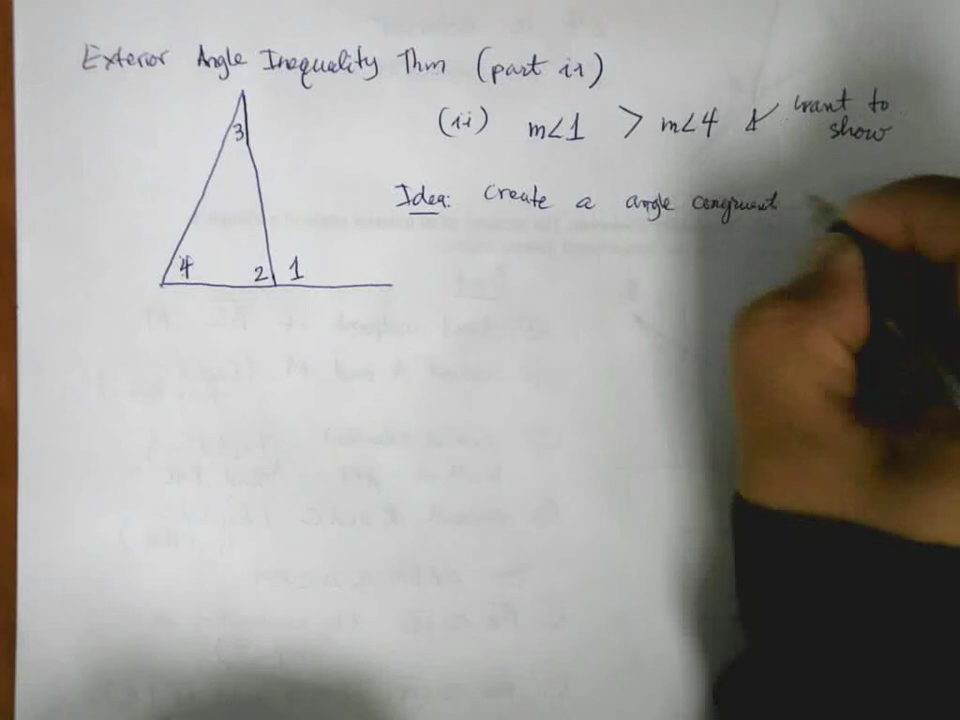 Exterior Angle Inequality Thm (part ii)
(ii) m∠1 > m∠4 ← want to
show
Idea: create a angle congruent
3
4 2 1